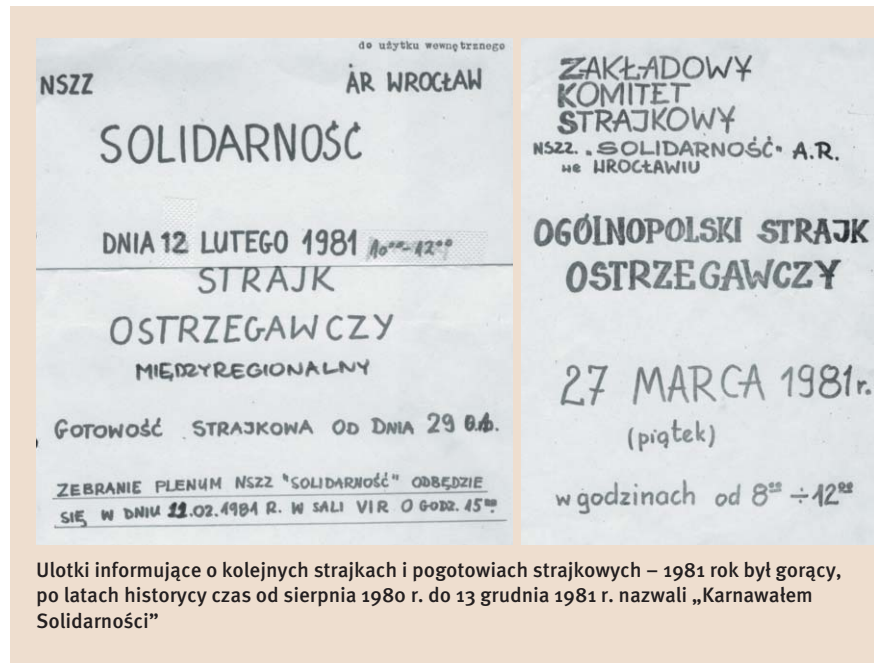 do użytku wewnętrznego
NSZZ AR WROCŁAW
SOLIDARNOŚĆ
DNIA 12 LUTEGO 1981 10⁰⁰-12⁰⁰
STRAJK
OSTRZEGAWCZY
MIĘDZYREGIONALNY
GOTOWOŚĆ STRAJKOWA OD DNIA 29
ZEBRANIE PLENUM NSZZ "SOLIDARNOŚĆ" ODBĘDZIE
SIĘ W DNIU 11.02.1981 R. W SALI VIR O GODZ. 15⁰⁰
ZAKŁADOWY
KOMITET
STRAJKOWY
NSZZ. „SOLIDARNOŚĆ" A.R.
we WROCŁAWIU
OGÓLNOPOLSKI STRAJK
OSTRZEGAWCZY
27 MARCA 1981r.
(piątek)
w godzinach od 8⁰⁰ ÷ 12⁰⁰
Ulotki informujące o kolejnych strajkach i pogotowiach strajkowych – 1981 rok był gorący,
po latach historycy czas od sierpnia 1980 r. do 13 grudnia 1981 r. nazwali „Karnawałem
Solidarności”